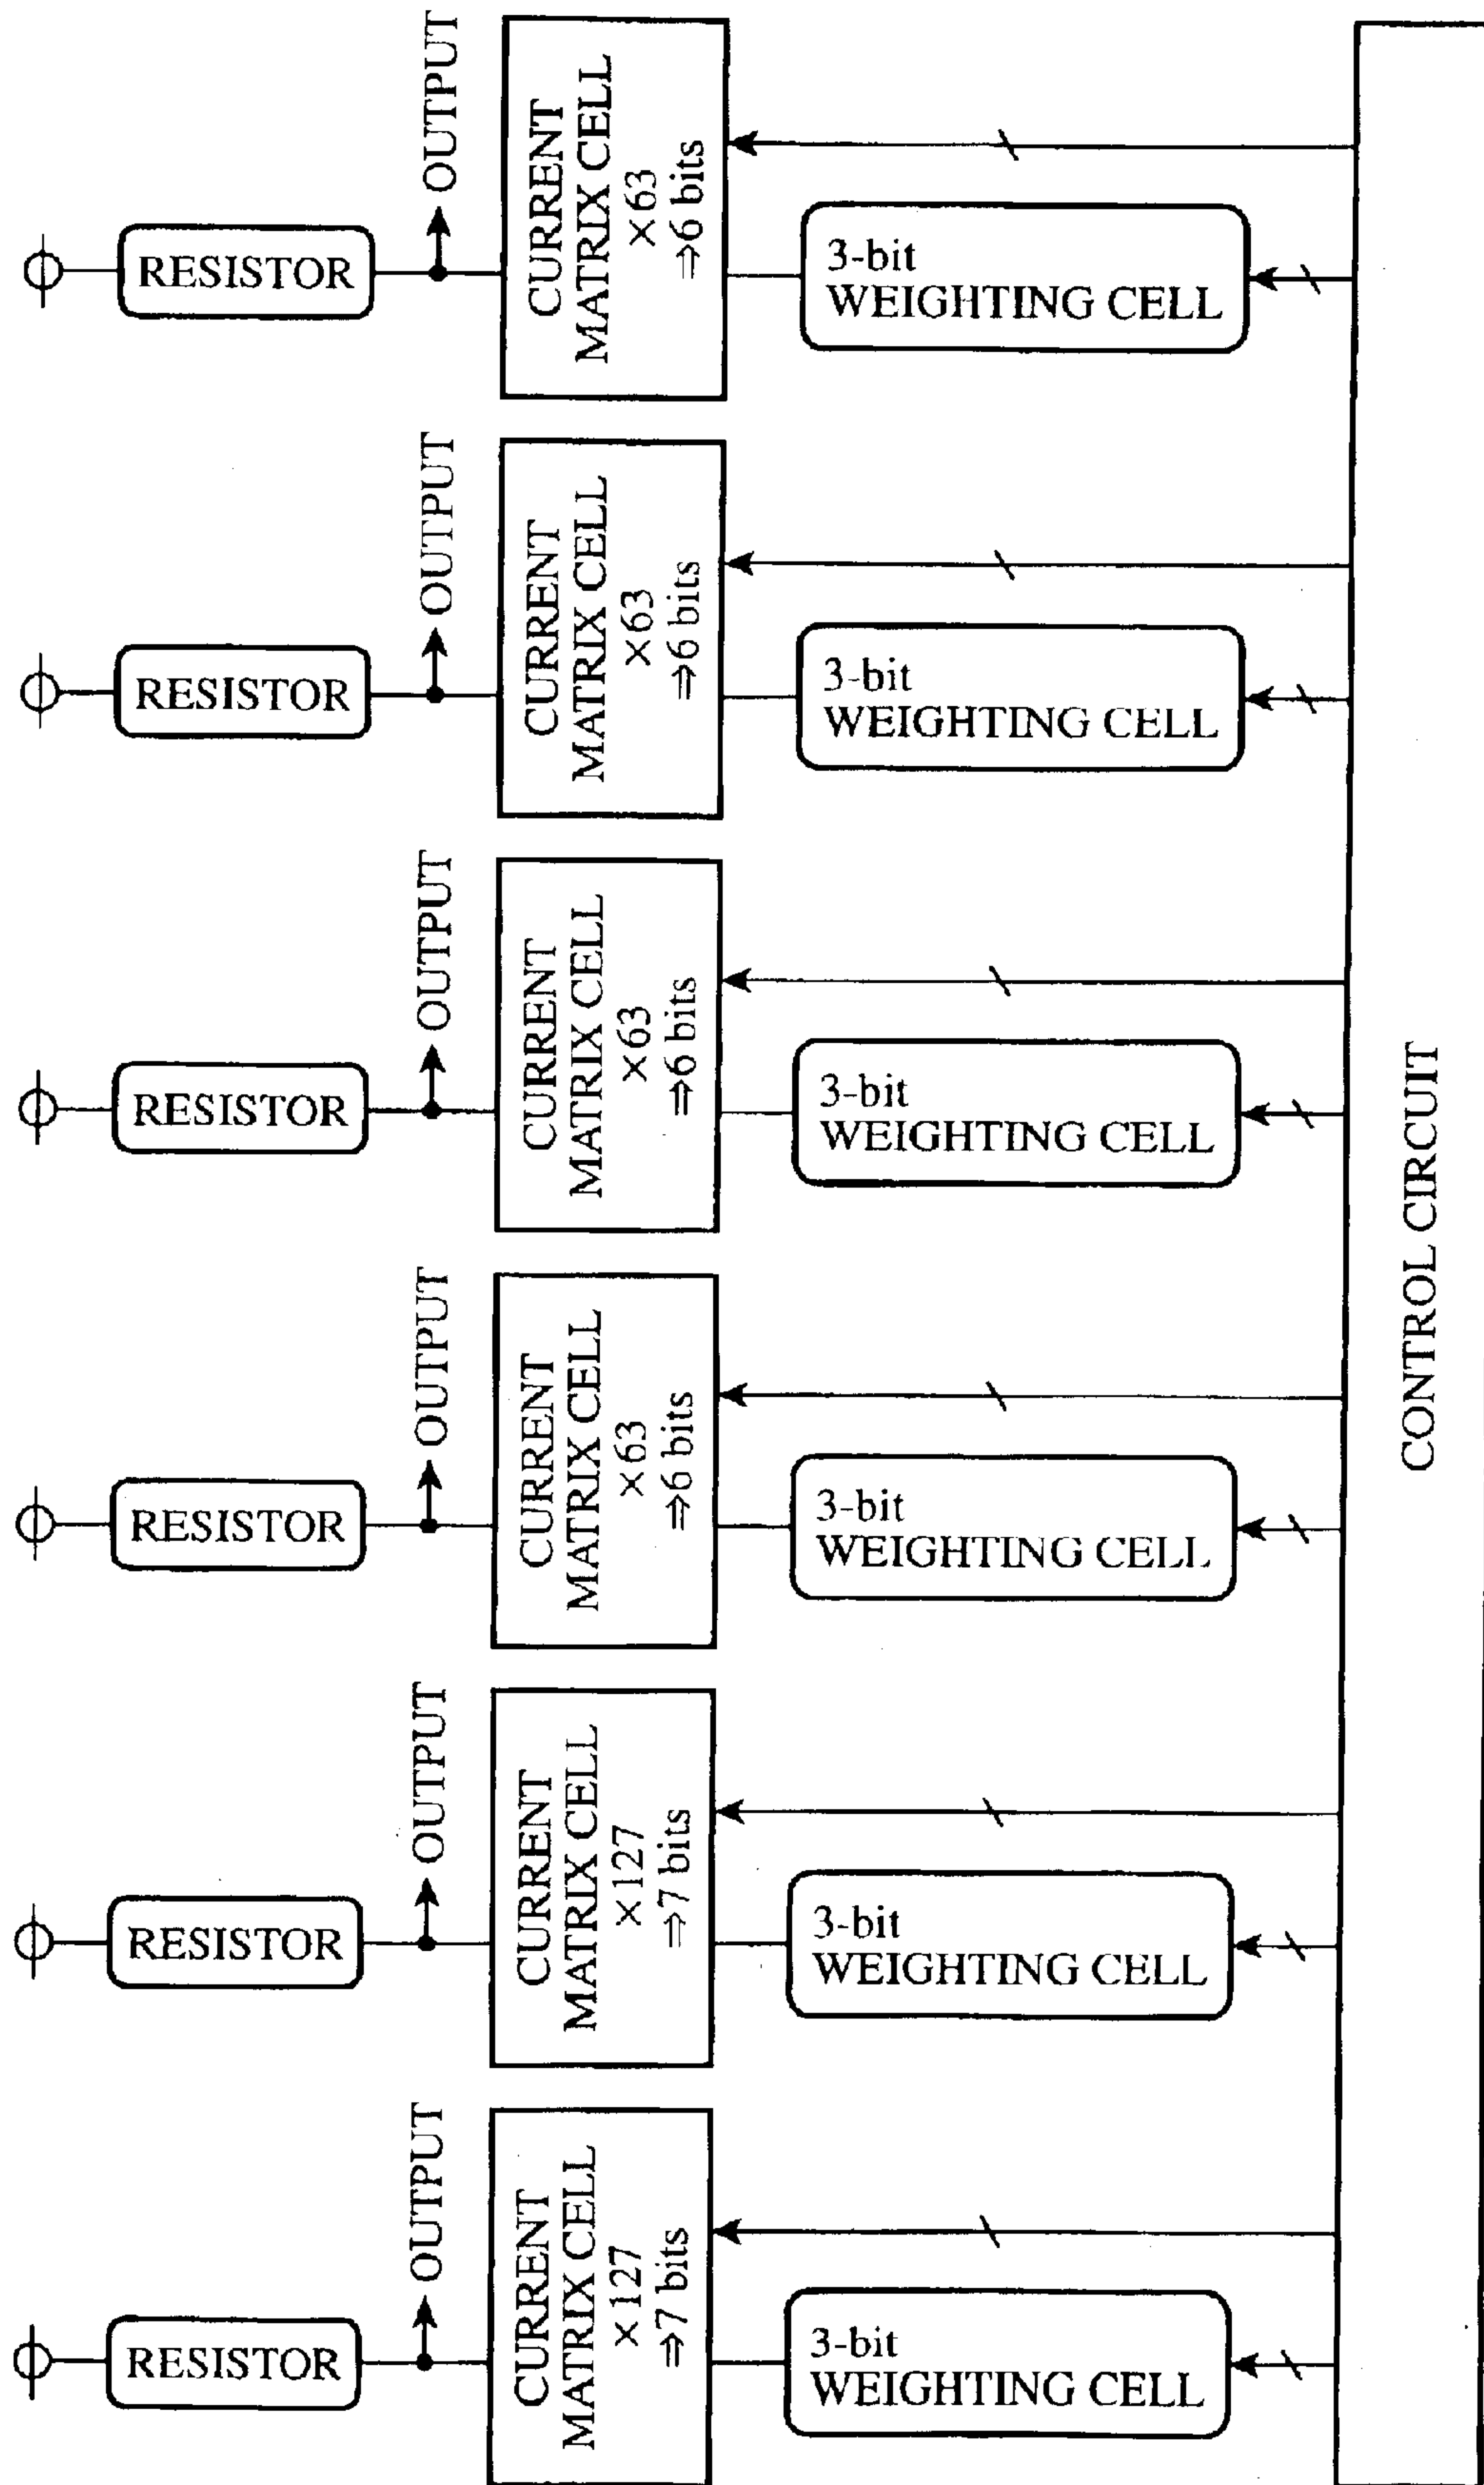 RESISTOR
OUTPUT
CURRENT
MATRIX CELL
×63
⇒6 bits
3-bit
WEIGHTING CELL
RESISTOR
OUTPUT
CURRENT
MATRIX CELL
×63
⇒6 bits
3-bit
WEIGHTING CELL
RESISTOR
OUTPUT
CURRENT
MATRIX CELL
×63
⇒6 bits
3-bit
WEIGHTING CELL
RESISTOR
OUTPUT
CURRENT
MATRIX CELL
×63
⇒6 bits
3-bit
WEIGHTING CELL
RESISTOR
OUTPUT
CURRENT
MATRIX CELL
×127
⇒7 bits
3-bit
WEIGHTING CELL
RESISTOR
OUTPUT
CURRENT
MATRIX CELL
×127
⇒7 bits
3-bit
WEIGHTING CELL
CONTROL CIRCUIT